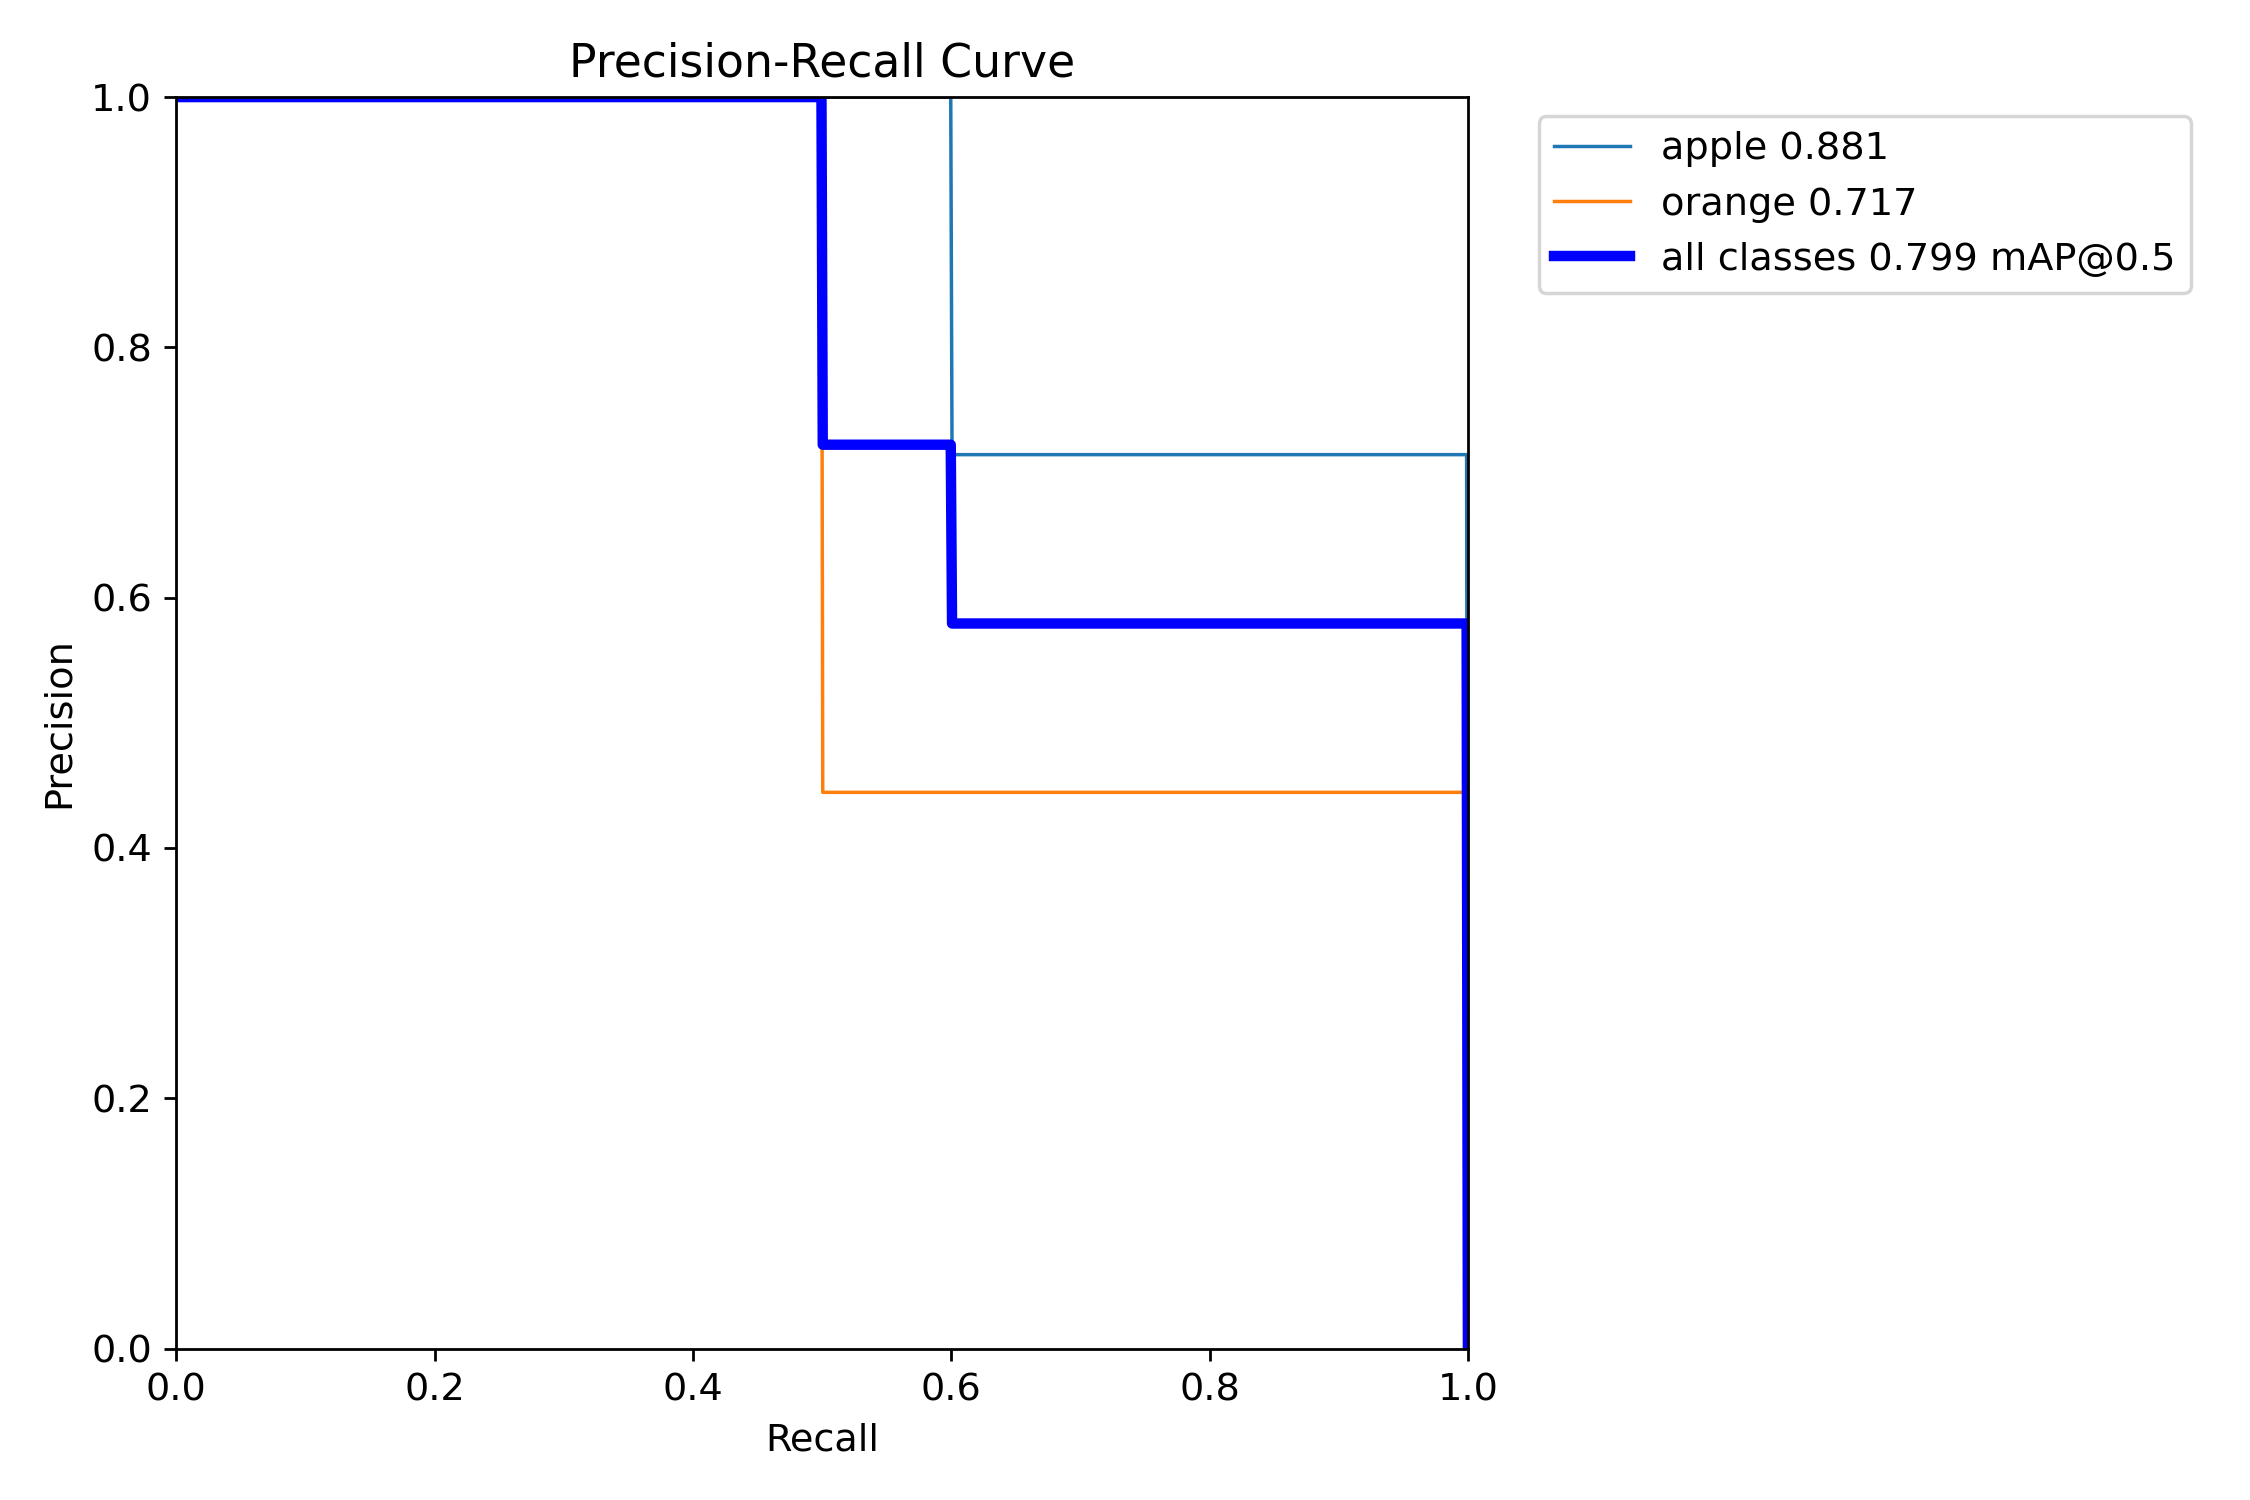 Precision-Recall Curve
1.0
0.8
0.6
0.4
0.2
0.0
Precision
0.0 0.2 0.4 0.6 0.8 1.0
Recall
apple 0.881
orange 0.717
all classes 0.799 mAP@0.5